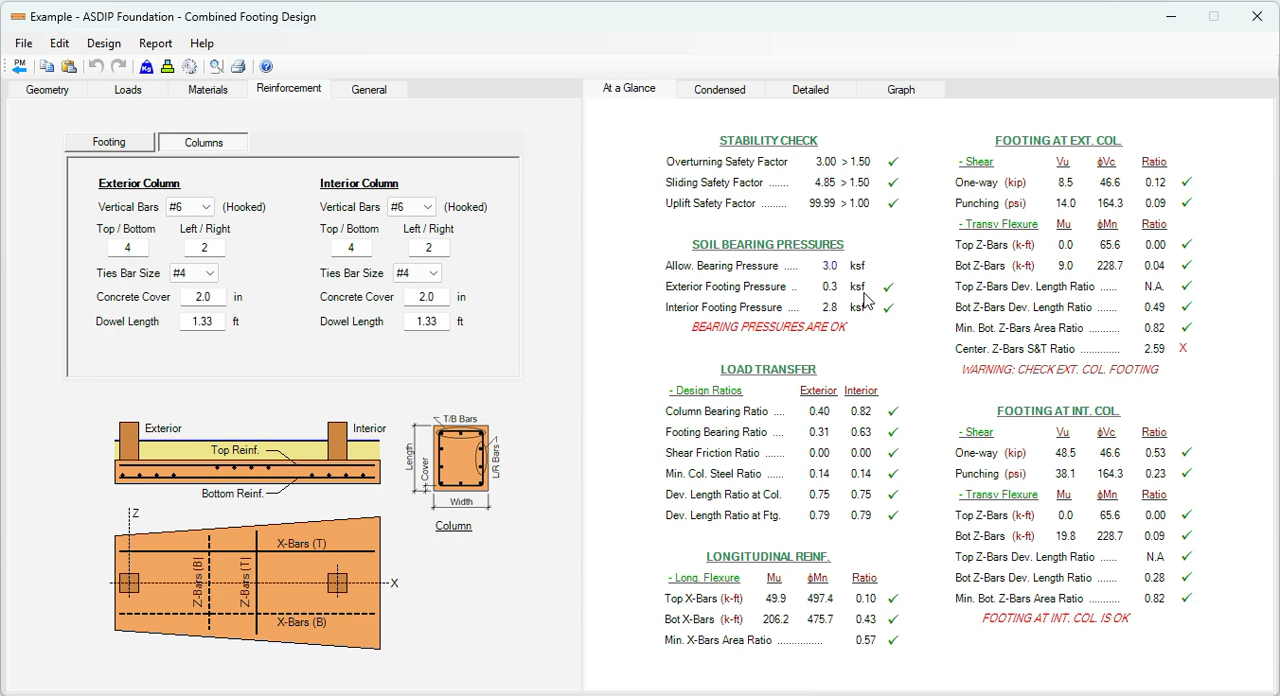 Example - ASDIP Foundation - Combined Footing Design
File Edit Design Report Help
PM Kg
Geometry Loads Materials Reinforcement General
At a Glance Condensed Detailed Graph
Footing Columns
Exterior Column Interior Column
Vertical Bars #6 (Hooked) Vertical Bars #6 (Hooked)
Top / Bottom Left / Right Top / Bottom Left / Right
4 2 4 2
Ties Bar Size #4 Ties Bar Size #4
Concrete Cover 2.0 in Concrete Cover 2.0 in
Dowel Length 1.33 ft Dowel Length 1.33 ft
Exterior Interior
Top Reinf.
Bottom Reinf.
T/B Bars
Length
Cover
L/R Bars
Width
Column
Z
X-Bars (T)
Z-Bars (B)
Z-Bars (T)
X
X-Bars (B)
STABILITY CHECK
Overturning Safety Factor 3.00 > 1.50 ✓
Sliding Safety Factor ....... 4.85 > 1.50 ✓
Uplift Safety Factor ......... 99.99 > 1.00 ✓
SOIL BEARING PRESSURES
Allow. Bearing Pressure ..... 3.0 ksf
Exterior Footing Pressure .. 0.3 ksf ✓
Interior Footing Pressure .... 2.8 ksf ✓
BEARING PRESSURES ARE OK
LOAD TRANSFER
- Design Ratios Exterior Interior
Column Bearing Ratio .... 0.40 0.82 ✓
Footing Bearing Ratio .... 0.31 0.63 ✓
Shear Friction Ratio ....... 0.00 0.00 ✓
Min. Col. Steel Ratio ...... 0.14 0.14 ✓
Dev. Length Ratio at Col. 0.75 0.75 ✓
Dev. Length Ratio at Ftg. 0.79 0.79 ✓
LONGITUDINAL REINF.
- Long. Flexure Mu ϕMn Ratio
Top X-Bars (k-ft) 49.9 497.4 0.10 ✓
Bot X-Bars (k-ft) 206.2 475.7 0.43 ✓
Min. X-Bars Area Ratio ............... 0.57 ✓
FOOTING AT EXT. COL.
- Shear Vu ϕVc Ratio
One-way (kip) 8.5 46.6 0.12 ✓
Punching (psi) 14.0 164.3 0.09 ✓
- Transv Flexure Mu ϕMn Ratio
Top Z-Bars (k-ft) 0.0 65.6 0.00 ✓
Bot Z-Bars (k-ft) 9.0 228.7 0.04 ✓
Top Z-Bars Dev. Length Ratio ...... N.A. ✓
Bot Z-Bars Dev. Length Ratio ...... 0.49 ✓
Min. Bot. Z-Bars Area Ratio ........... 0.82 ✓
Center. Z-Bars S&T Ratio .............. 2.59 X
WARNING: CHECK EXT. COL. FOOTING
FOOTING AT INT. COL.
- Shear Vu ϕVc Ratio
One-way (kip) 48.5 46.6 0.53 ✓
Punching (psi) 38.1 164.3 0.23 ✓
- Transv Flexure Mu ϕMn Ratio
Top Z-Bars (k-ft) 0.0 65.6 0.00 ✓
Bot Z-Bars (k-ft) 19.8 228.7 0.09 ✓
Top Z-Bars Dev. Length Ratio ...... N.A ✓
Bot Z-Bars Dev. Length Ratio ...... 0.28 ✓
Min. Bot. Z-Bars Area Ratio ........... 0.82 ✓
FOOTING AT INT. COL. IS OK